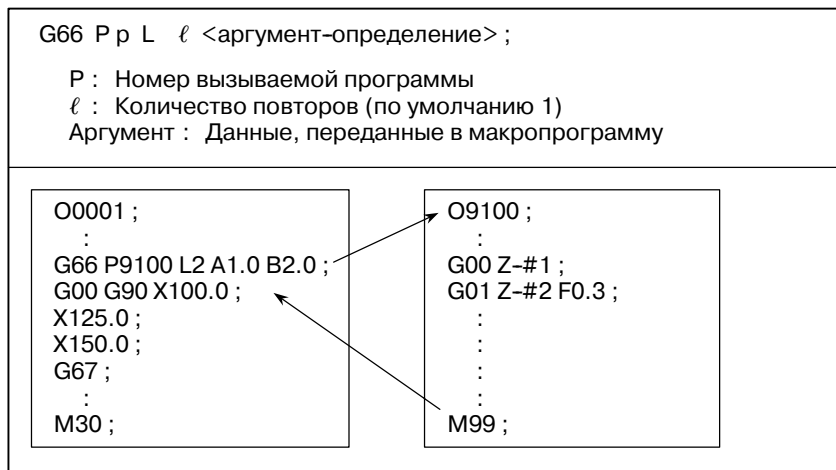 G66 P p L ℓ <аргумент-определение> ;
P : Номер вызываемой программы
ℓ : Количество повторов (по умолчанию 1)
Аргумент : Данные, переданные в макропрограмму
O0001 ;
:
G66 P9100 L2 A1.0 B2.0 ;
G00 G90 X100.0 ;
X125.0 ;
X150.0 ;
G67 ;
:
M30 ;
O9100 ;
:
G00 Z-#1 ;
G01 Z-#2 F0.3 ;
:
:
:
:
M99 ;